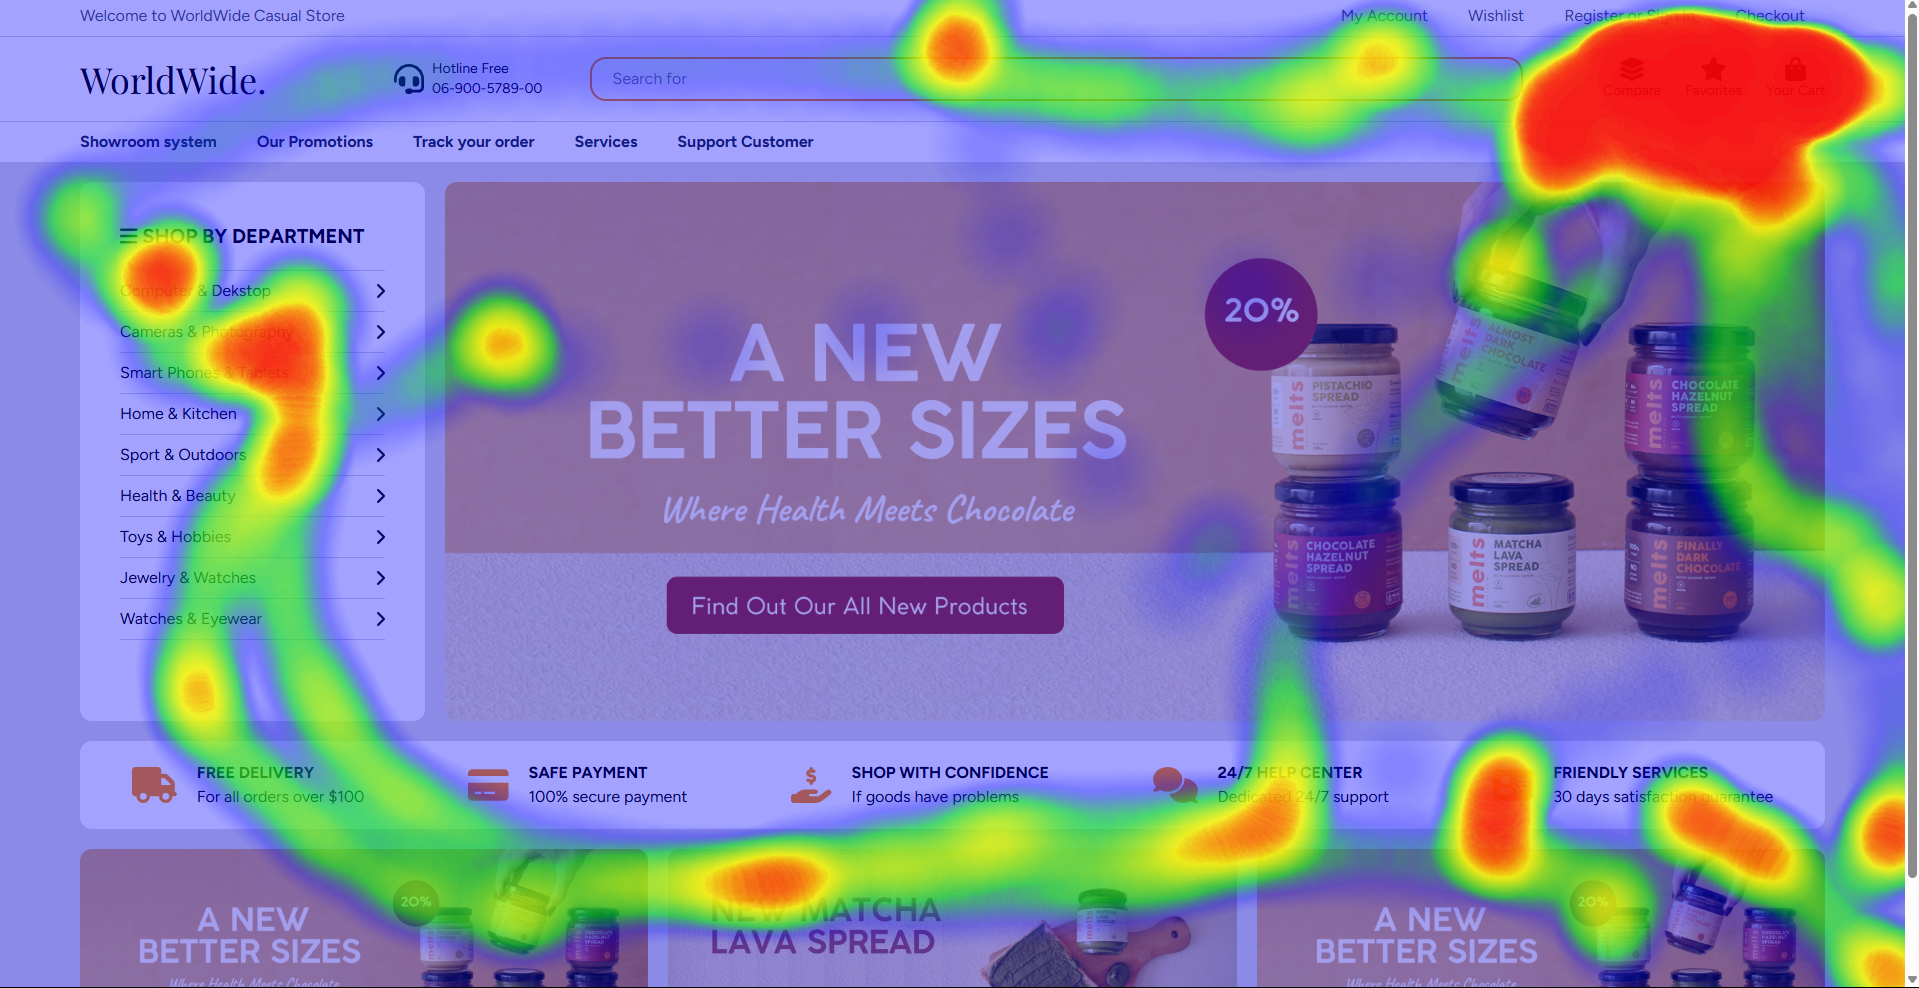 Welcome to WorldWide Casual Store
My Account Wishlist Register or Sign in Checkout
WorldWide.
Hotline Free
06-900-5789-00
Search for
Compare Favorites Your Cart
Showroom system Our Promotions Track your order Services Support Customer
SHOP BY DEPARTMENT
Computer & Dekstop
Cameras & Photography
Smart Phones & Tablets
Home & Kitchen
Sport & Outdoors
Health & Beauty
Toys & Hobbies
Jewelry & Watches
Watches & Eyewear
A NEW
BETTER SIZES
Where Health Meets Chocolate
Find Out Our All New Products
20%
melts
PISTACHIO
SPREAD
melts
ALMOST
DARK
CHOCOLATE
melts
CHOCOLATE
HAZELNUT
SPREAD
melts
CHOCOLATE
HAZELNUT
SPREAD
melts
MATCHA
LAVA
SPREAD
melts
FINALLY
DARK
CHOCOLATE
FREE DELIVERY
For all orders over $100
SAFE PAYMENT
100% secure payment
SHOP WITH CONFIDENCE
If goods have problems
24/7 HELP CENTER
Dedicated 24/7 support
FRIENDLY SERVICES
30 days satisfaction guarantee
A NEW
BETTER SIZES
Where Health Meets Chocolate
20%
NEW MATCHA
LAVA SPREAD
A NEW
BETTER SIZES
Where Health Meets Chocolate
20%